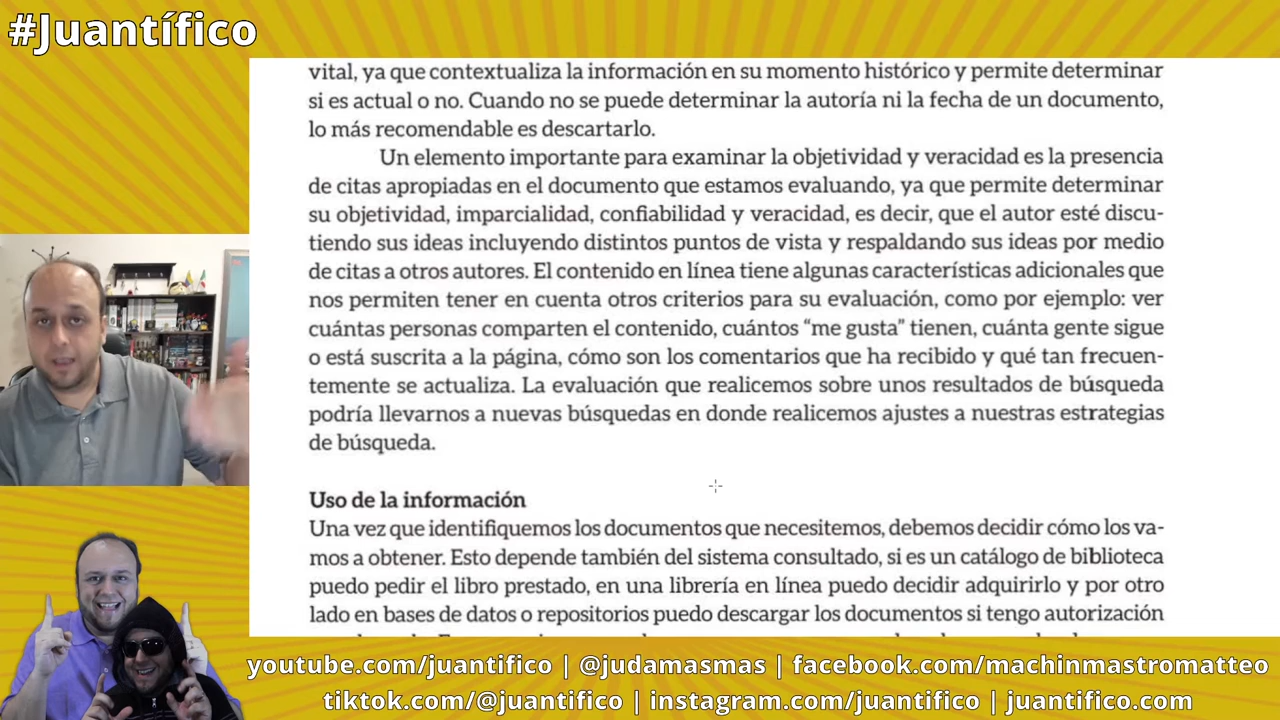 #Juantífico
vital, ya que contextualiza la información en su momento histórico y permite determinar
si es actual o no. Cuando no se puede determinar la autoría ni la fecha de un documento,
lo más recomendable es descartarlo.
Un elemento importante para examinar la objetividad y veracidad es la presencia
de citas apropiadas en el documento que estamos evaluando, ya que permite determinar
su objetividad, imparcialidad, confiabilidad y veracidad, es decir, que el autor esté discu-
tiendo sus ideas incluyendo distintos puntos de vista y respaldando sus ideas por medio
de citas a otros autores. El contenido en línea tiene algunas características adicionales que
nos permiten tener en cuenta otros criterios para su evaluación, como por ejemplo: ver
cuántas personas comparten el contenido, cuántos “me gusta” tienen, cuánta gente sigue
o está suscrita a la página, cómo son los comentarios que ha recibido y qué tan frecuen-
temente se actualiza. La evaluación que realicemos sobre unos resultados de búsqueda
podría llevarnos a nuevas búsquedas en donde realicemos ajustes a nuestras estrategias
de búsqueda.
Uso de la información
Una vez que identifiquemos los documentos que necesitemos, debemos decidir cómo los va-
mos a obtener. Esto depende también del sistema consultado, si es un catálogo de biblioteca
puedo pedir el libro prestado, en una librería en línea puedo decidir adquirirlo y por otro
lado en bases de datos o repositorios puedo descargar los documentos si tengo autorización
youtube.com/juantifico | @judamasmas | facebook.com/machinmastromatteo
tiktok.com/@juantifico | instagram.com/juantifico | juantifico.com